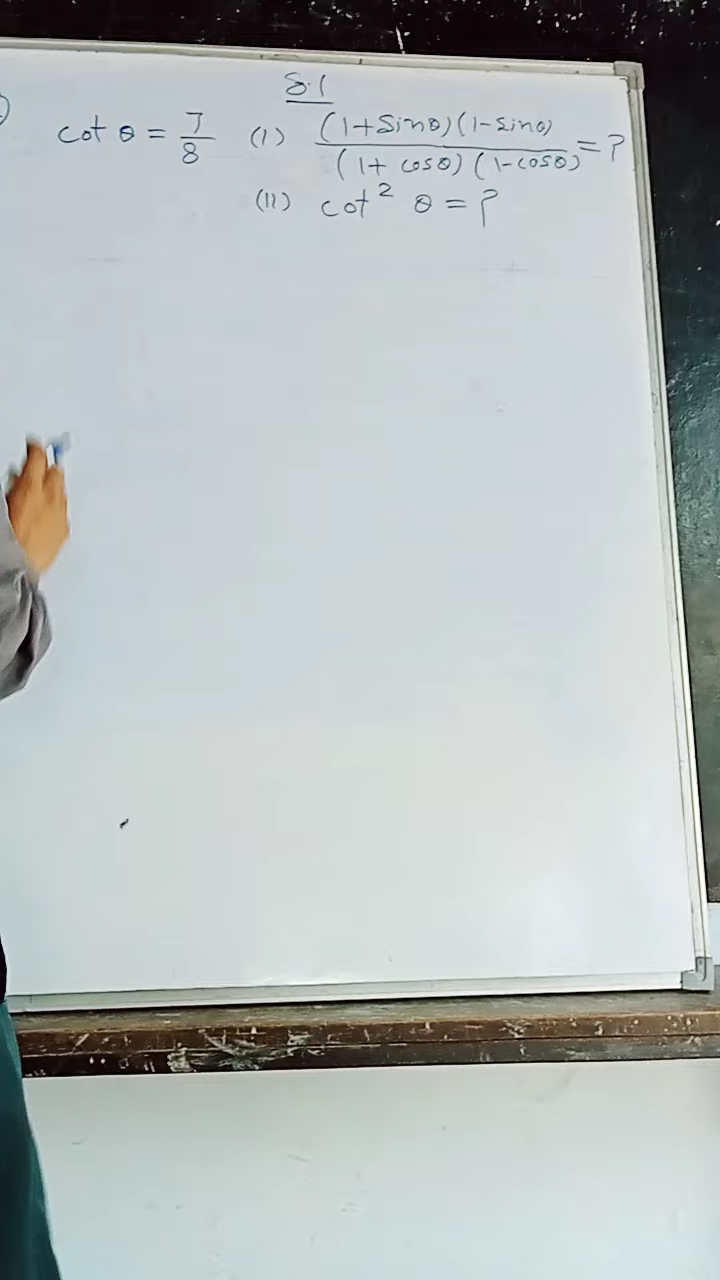 8.1
cot θ = 7/8 (I) (1+sinθ)(1-sinθ)/(1+cosθ)(1-cosθ) = ?
(II) cot² θ = ?